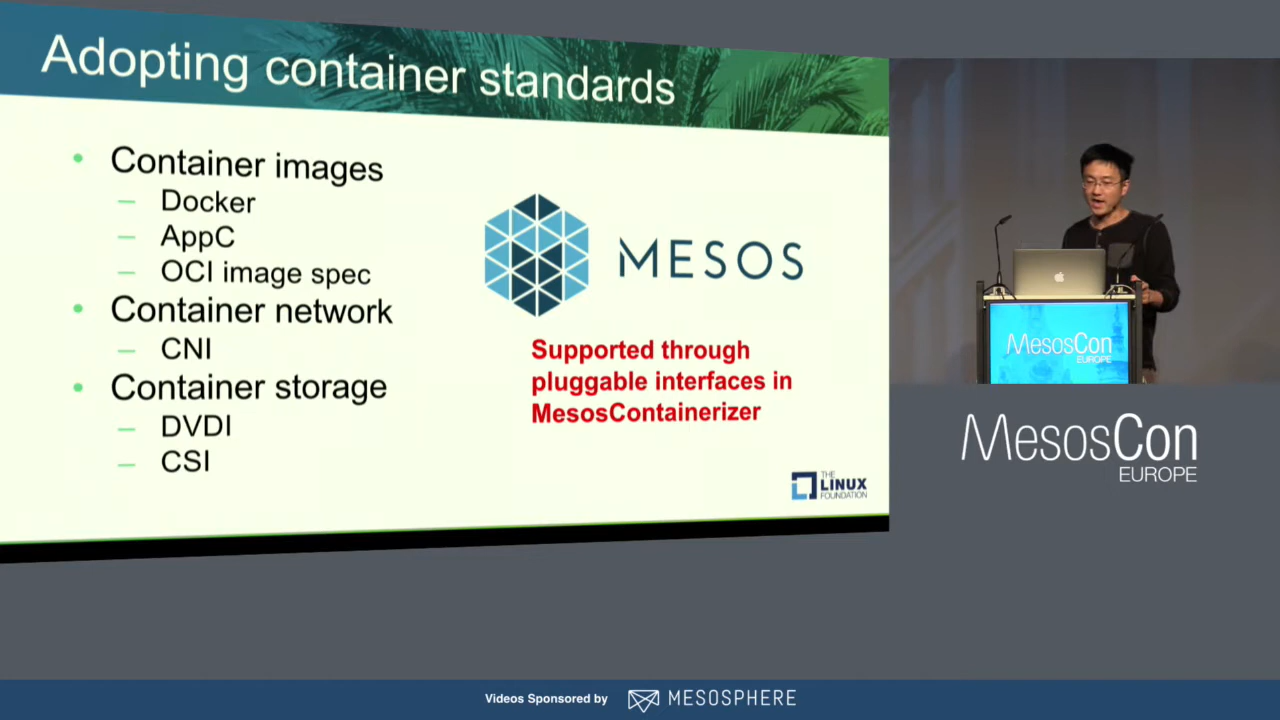 Adopting container standards
• Container images
– Docker
– AppC
– OCI image spec
• Container network
– CNI
• Container storage
– DVDI
– CSI
MESOS
Supported through
pluggable interfaces in
MesosContainerizer
THE
LINUX
FOUNDATION
MesosCon
EUROPE
MesosCon
EUROPE
Videos Sponsored by
MESOSPHERE